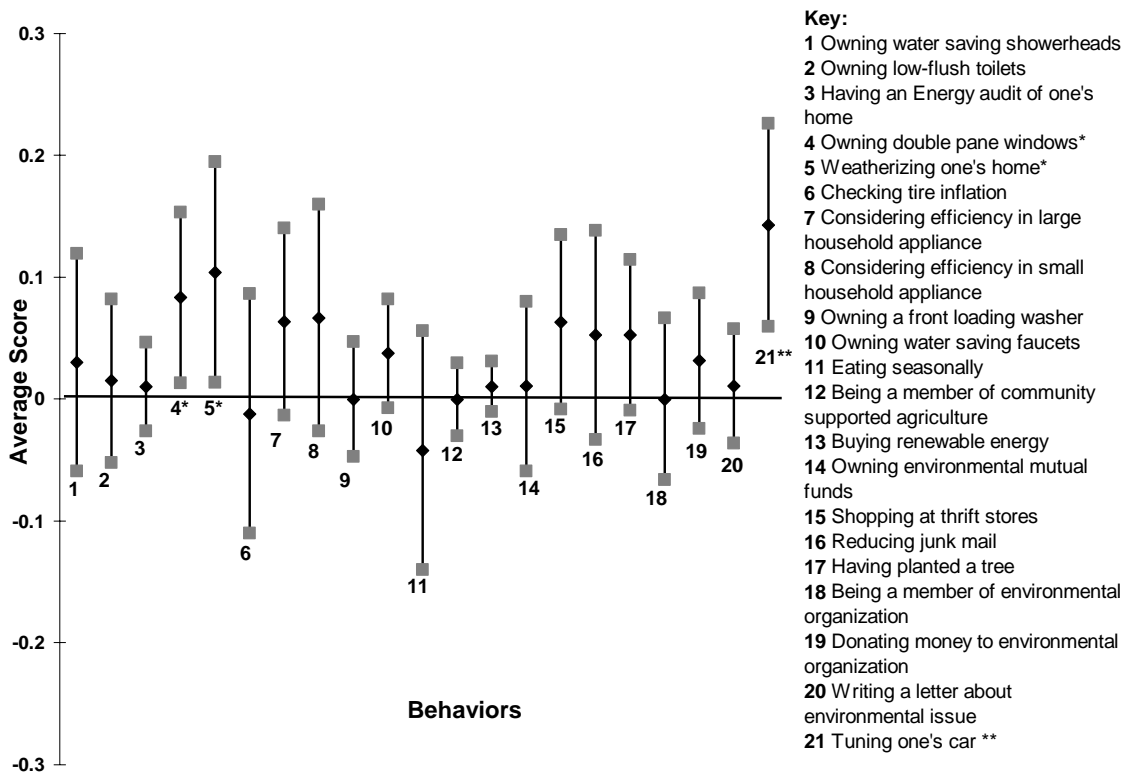 0.3
0.2
0.1
0
-0.1
-0.2
-0.3
Average Score
Behaviors
1
2
3
4*
5*
6
7
8
9
10
11
12
13
14
15
16
17
18
19
20
21**
Key:
1 Owning water saving showerheads
2 Owning low-flush toilets
3 Having an Energy audit of one's
home
4 Owning double pane windows*
5 Weatherizing one's home*
6 Checking tire inflation
7 Considering efficiency in large
household appliance
8 Considering efficiency in small
household appliance
9 Owning a front loading washer
10 Owning water saving faucets
11 Eating seasonally
12 Being a member of community
supported agriculture
13 Buying renewable energy
14 Owning environmental mutual
funds
15 Shopping at thrift stores
16 Reducing junk mail
17 Having planted a tree
18 Being a member of environmental
organization
19 Donating money to environmental
organization
20 Writing a letter about
environmental issue
21 Tuning one's car **